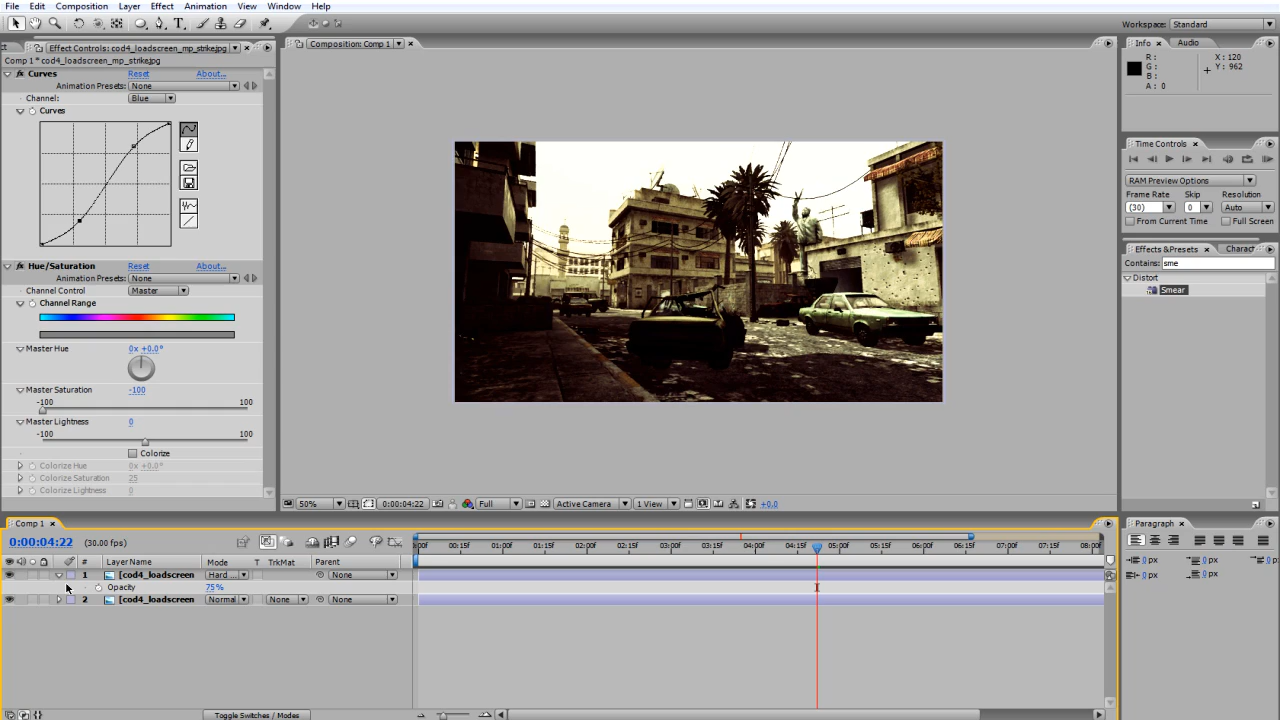 File Edit Composition Layer Effect Animation View Window Help
Workspace: Standard
Effect Controls: cod4_loadscreen_mp_strike.jpg
Comp 1 * cod4_loadscreen_mp_strike.jpg
Curves Reset About...
Animation Presets: None
Channel: Blue
Curves
Hue/Saturation Reset About...
Animation Presets: None
Channel Control Master
Channel Range
Master Hue 0x +0.0°
Master Saturation -100
-100 100
Master Lightness 0
-100 100
Colorize
Colorize Hue 0x +0.0°
Colorize Saturation 25
Colorize Lightness 0
Composition: Comp 1
50% 0:00:04:22 Full Active Camera 1 View +0.0
Info Audio
R: X: 120
G: Y: 962
B:
A: 0
Time Controls
RAM Preview Options
Frame Rate Skip Resolution
(30) 0 Auto
From Current Time Full Screen
Effects & Presets Charact
Contains: sme
Distort
Smear
Comp 1
0:00:04:22 (30.00 fps)
:00f 00:15f 01:00f 01:15f 02:00f 02:15f 03:00f 03:15f 04:00f 04:15f 05:00f 05:15f 06:00f 06:15f 07:00f 07:15f 08:00f
# Layer Name Mode T TrkMat Parent
1 [cod4_loadscreen Hard ... None
Opacity 75%
2 [cod4_loadscreen Normal None None
Toggle Switches / Modes
Paragraph
0 px 0 px 0 p
0 px 0 px